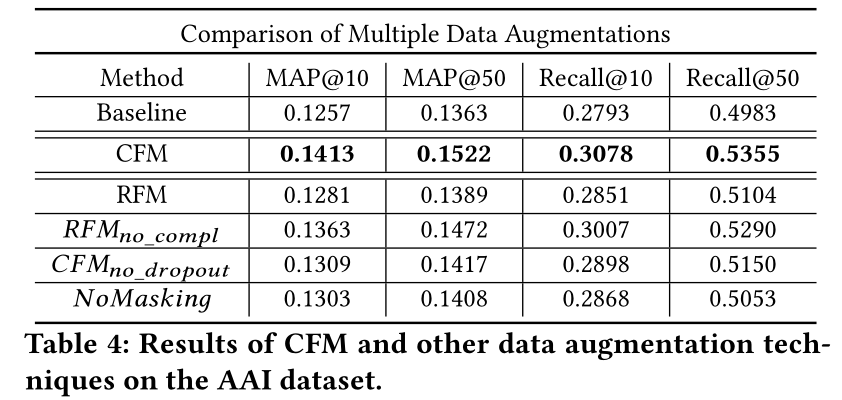 Comparison of Multiple Data Augmentations
Method MAP@10 MAP@50 Recall@10 Recall@50
Baseline 0.1257 0.1363 0.2793 0.4983
CFM 0.1413 0.1522 0.3078 0.5355
RFM 0.1281 0.1389 0.2851 0.5104
RFM_no_compl 0.1363 0.1472 0.3007 0.5290
CFM_no_dropout 0.1309 0.1417 0.2898 0.5150
NoMasking 0.1303 0.1408 0.2868 0.5053
Table 4: Results of CFM and other data augmentation tech-
niques on the AAI dataset.